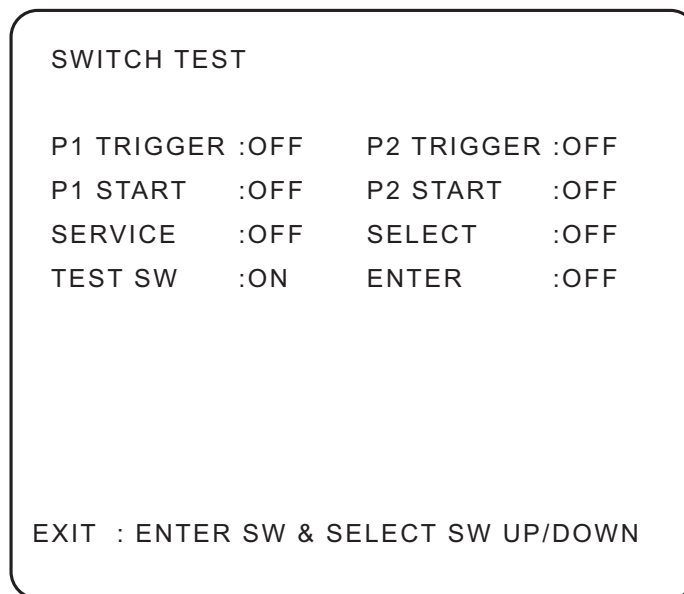 SWITCH TEST
P1 TRIGGER :OFF P2 TRIGGER :OFF
P1 START :OFF P2 START :OFF
SERVICE :OFF SELECT :OFF
TEST SW :ON ENTER :OFF
EXIT : ENTER SW & SELECT SW UP/DOWN